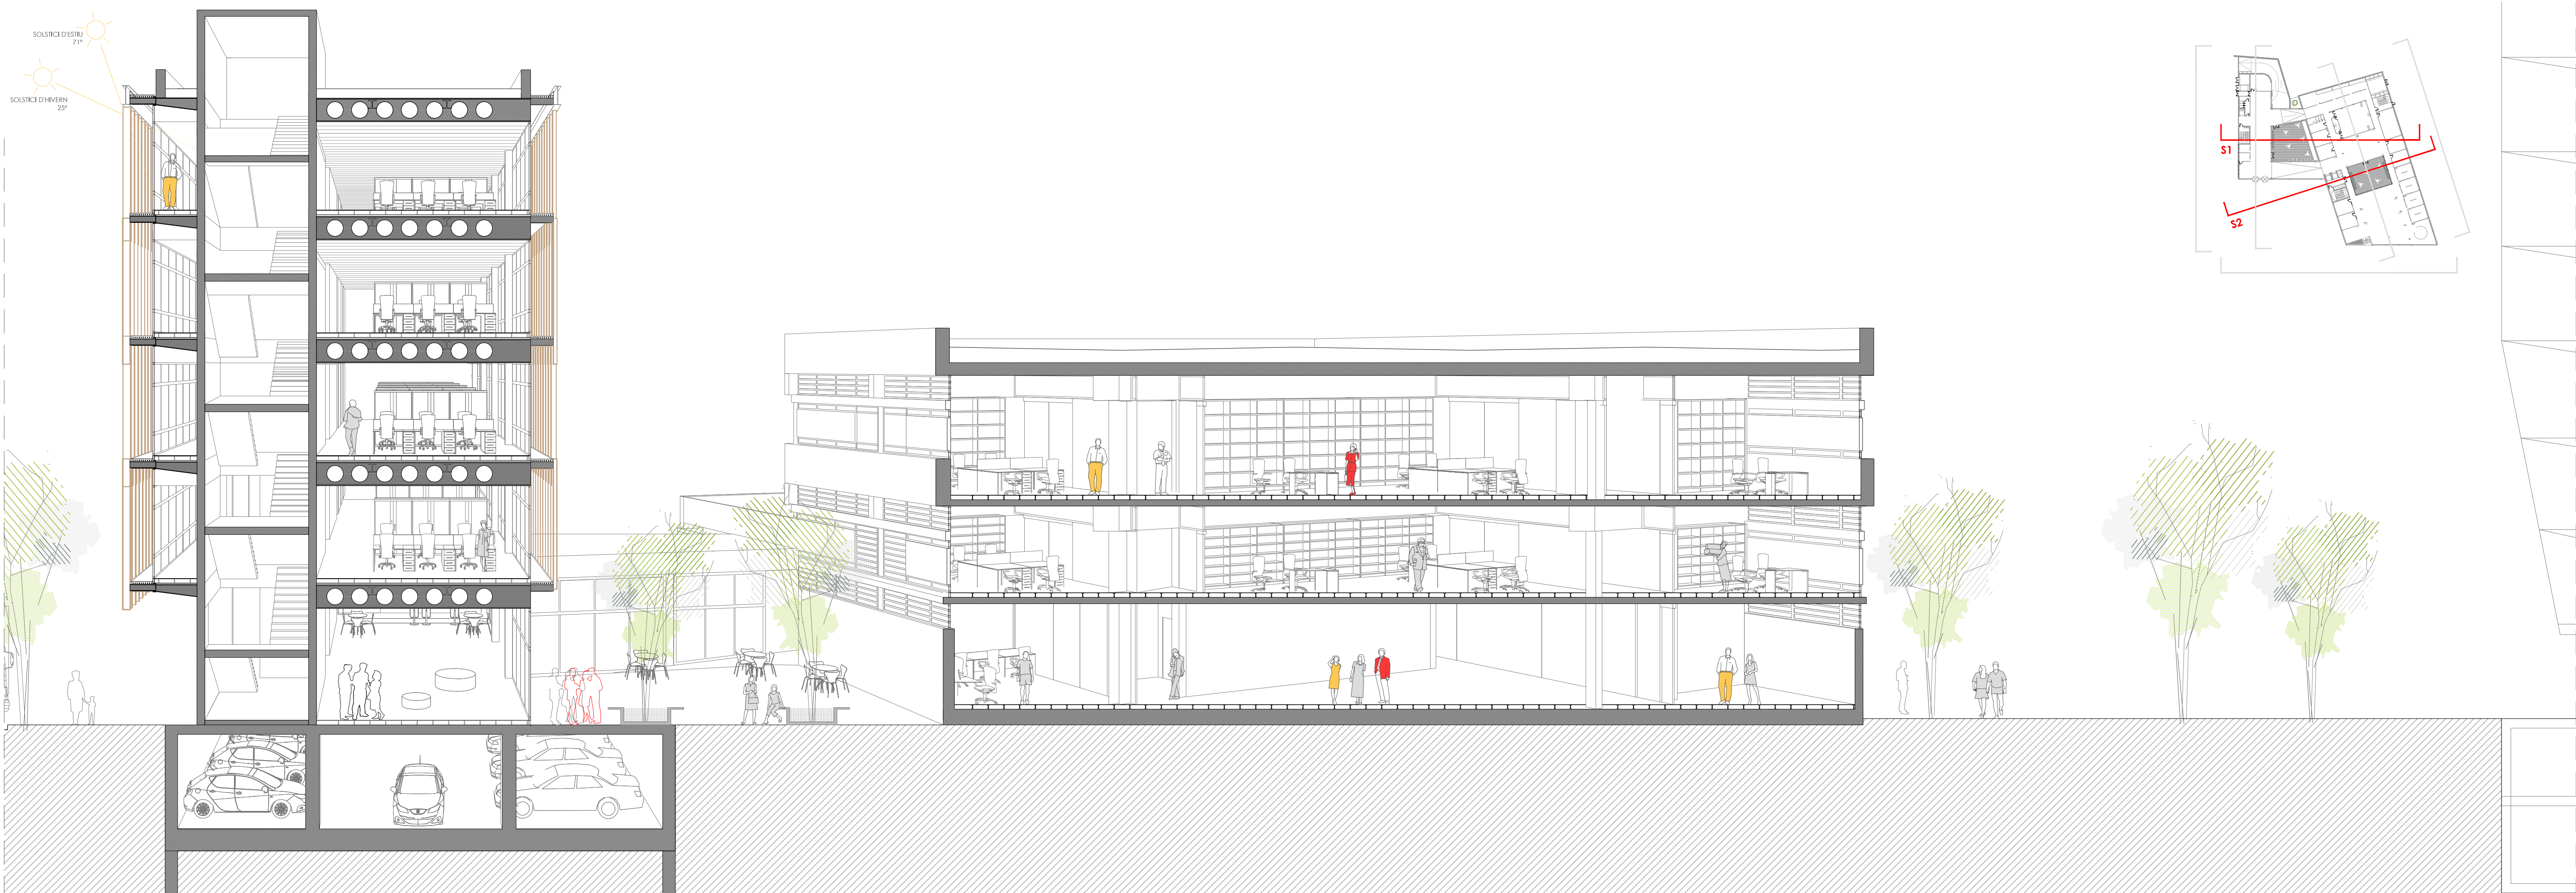 SOLSTICI D'ESTIU
71°
SOLSTICI D'HIVERN
25°
S1
S2